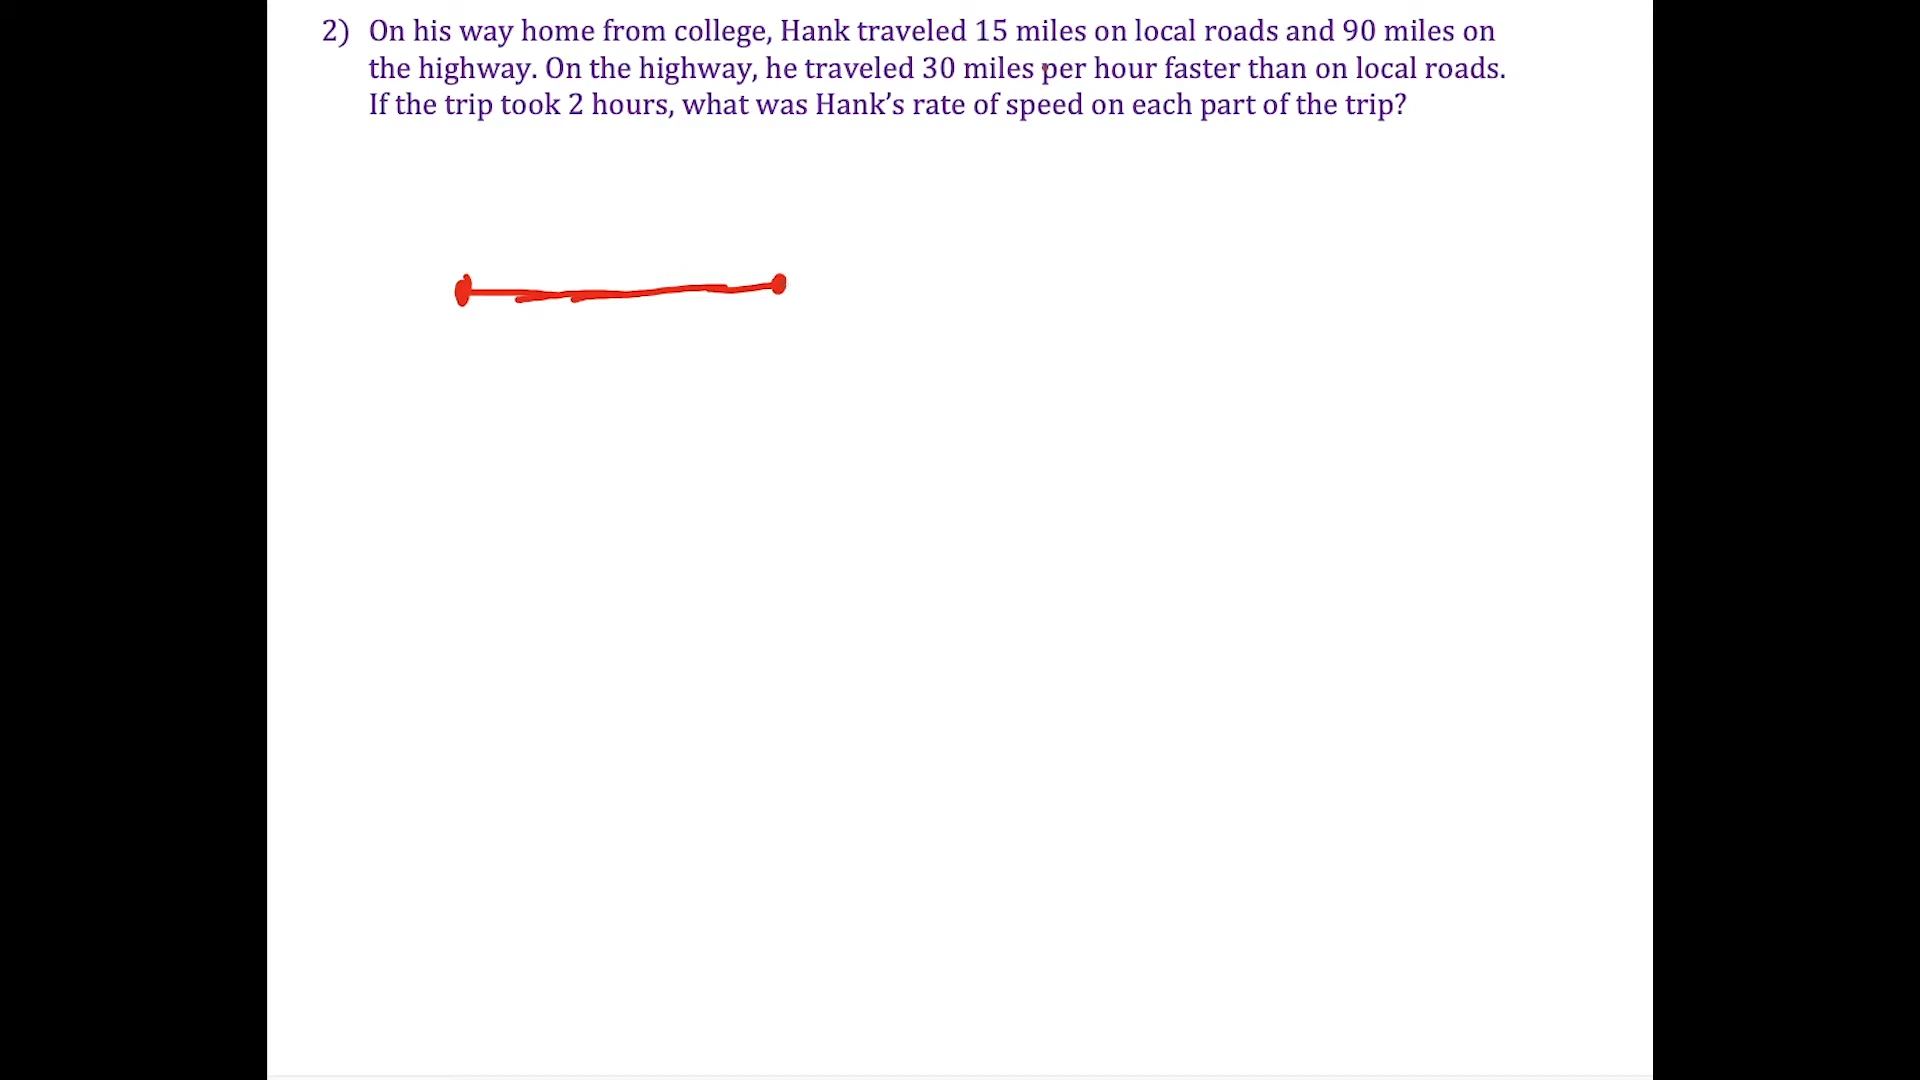 2) On his way home from college, Hank traveled 15 miles on local roads and 90 miles on
the highway. On the highway, he traveled 30 miles per hour faster than on local roads.
If the trip took 2 hours, what was Hank’s rate of speed on each part of the trip?